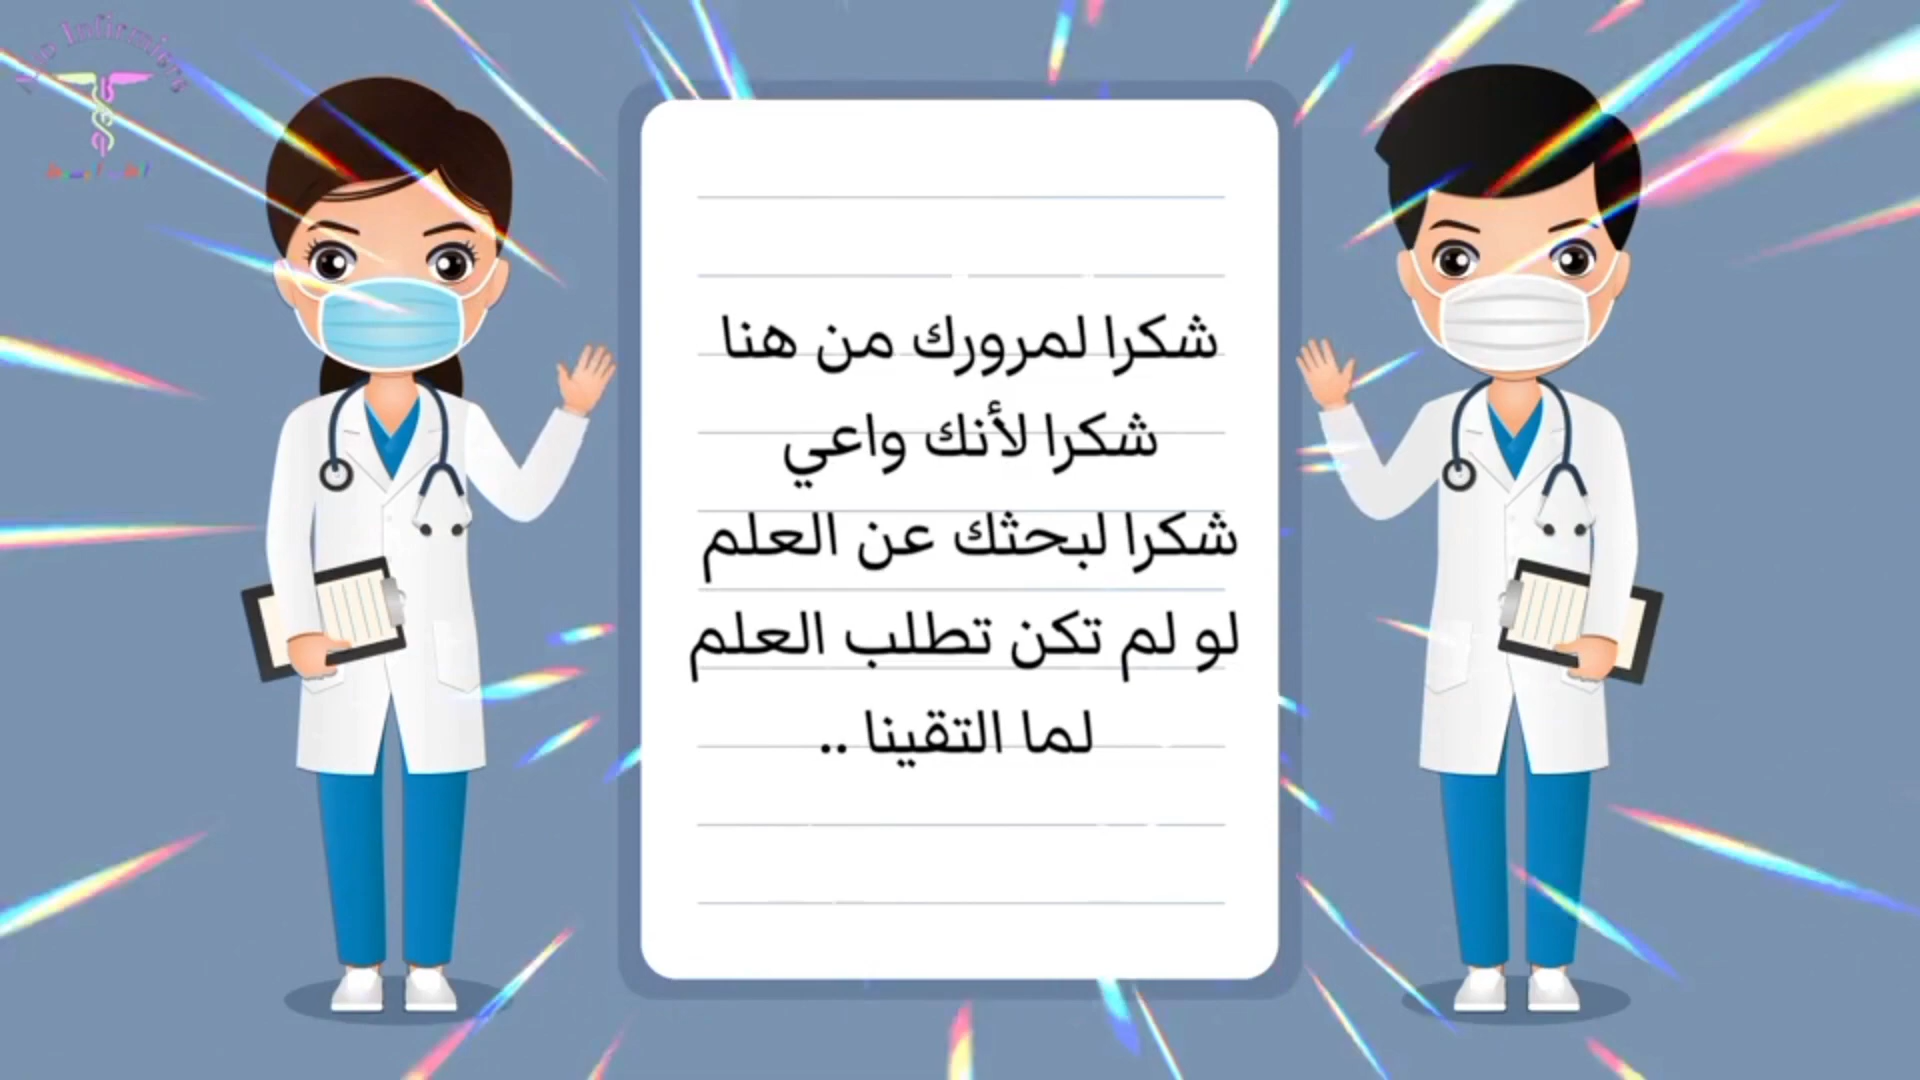 شكرا لمرورك من هنا
شكرا لأنك واعي
شكرا لبحثك عن العلم
لو لم تكن تطلب العلم
لما التقينا ..